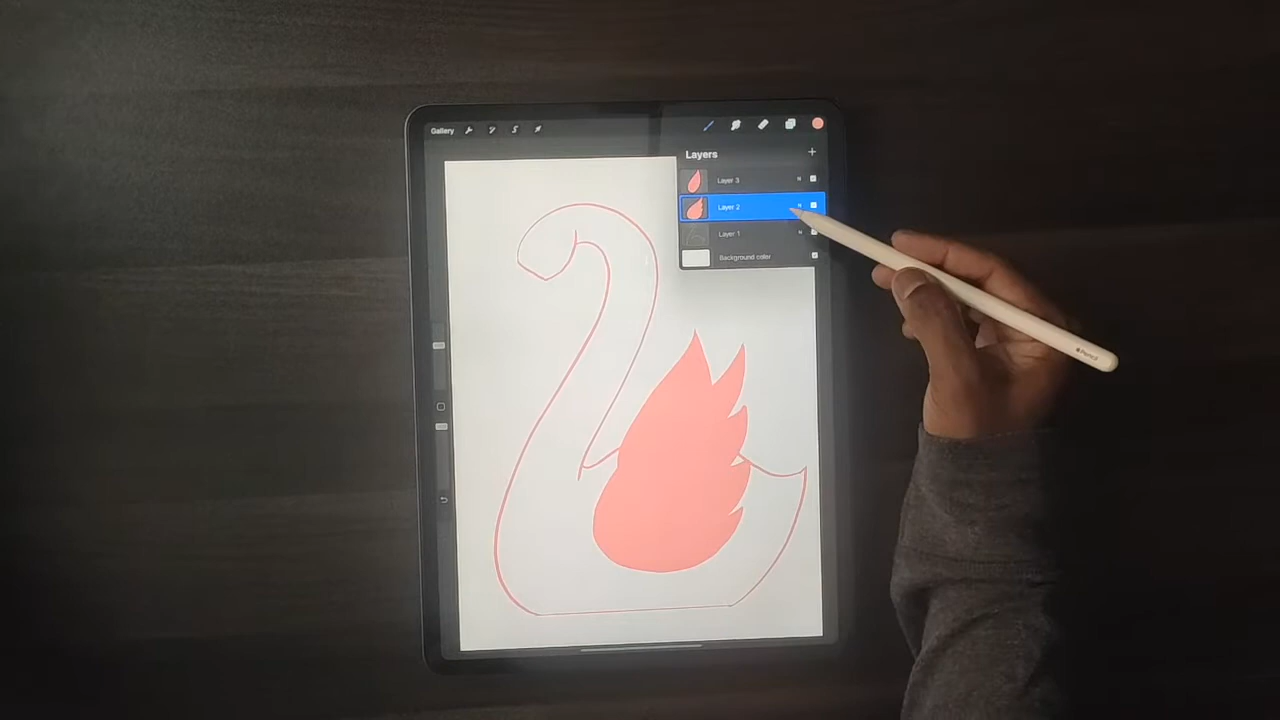 Gallery
Layers
Layer 3
N
Layer 2
N
Layer 1
N
Background color